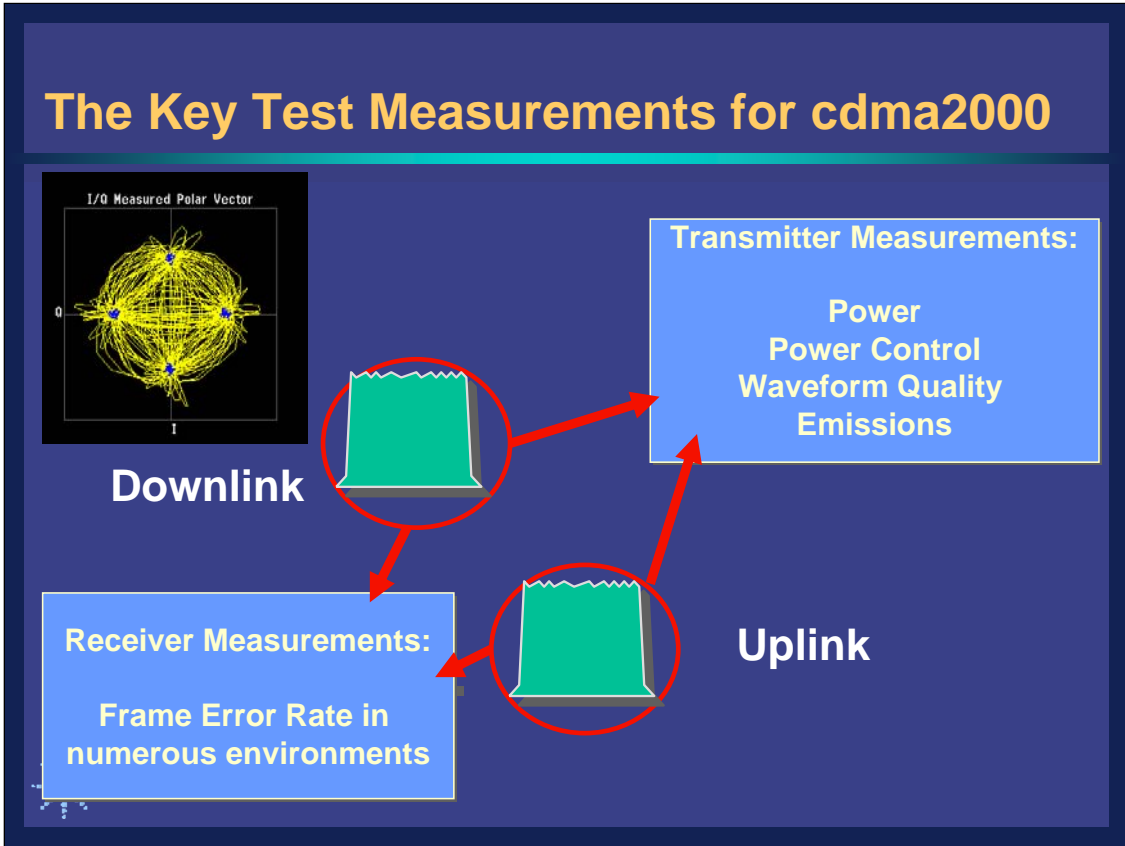 The Key Test Measurements for cdma2000
I/Q Measured Polar Vector
Q
I
Transmitter Measurements:
Power
Power Control
Waveform Quality
Emissions
Downlink
Receiver Measurements:
Frame Error Rate in
numerous environments
Uplink